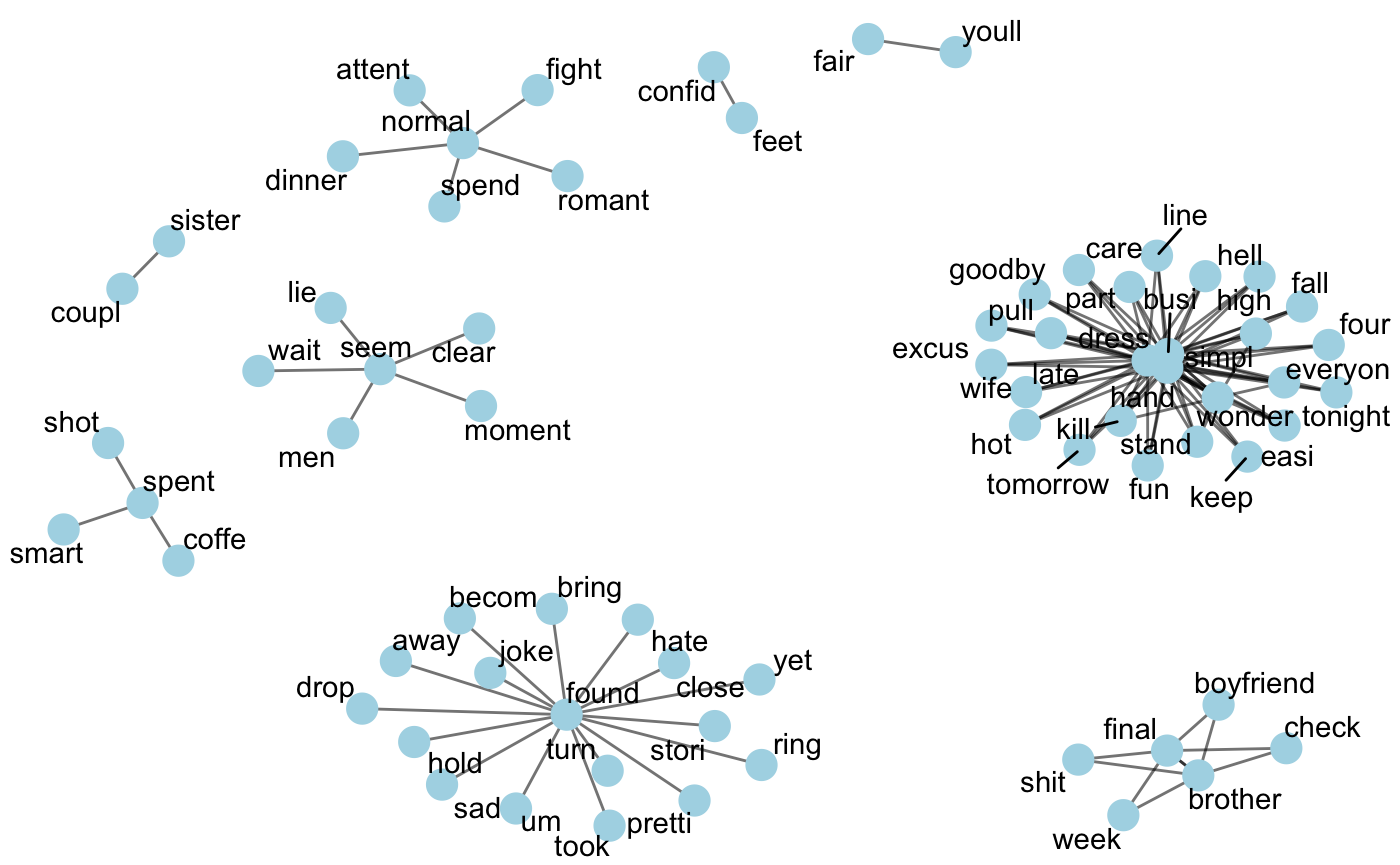 youll
fair
attent
fight
confid
normal
feet
dinner
spend
romant
line
sister
care
hell
goodby
fall
lie
part
busi
high
coupl
pull
four
wait
seem
clear
dress
excus
simpl
everyon
late
wife
hand
shot
moment
wonder
tonight
kill
men
hot
stand
easi
spent
tomorrow
fun
keep
coffe
smart
becom
bring
away
joke
hate
yet
drop
found
close
boyfriend
final
check
turn
stori
ring
hold
shit
brother
sad
um
pretti
took
week